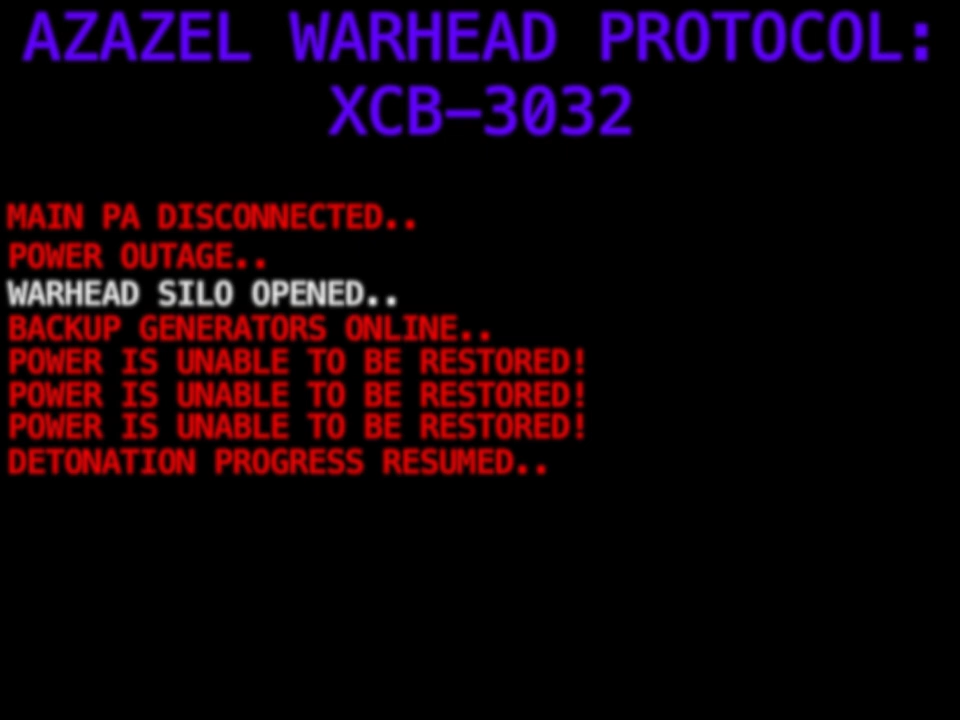 AZAZEL WARHEAD PROTOCOL:
XCB–3032
MAIN PA DISCONNECTED..
POWER OUTAGE..
WARHEAD SILO OPENED..
BACKUP GENERATORS ONLINE..
POWER IS UNABLE TO BE RESTORED!
POWER IS UNABLE TO BE RESTORED!
POWER IS UNABLE TO BE RESTORED!
DETONATION PROGRESS RESUMED..